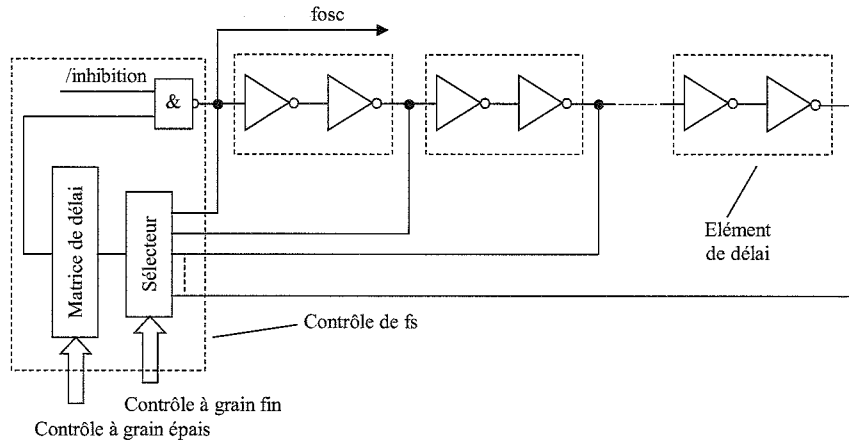 fosc
/inhibition
&
Matrice de délai
Sélecteur
Elément
de délai
Contrôle de fs
Contrôle à grain fin
Contrôle à grain épais